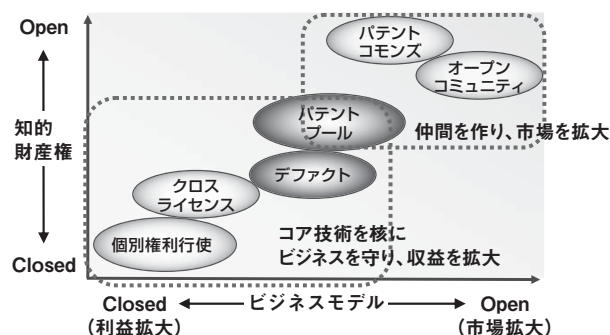 Open
知的
財産権
Closed
パテント
コモンズ
オープン
コミュニティ
パテント
プール
仲間を作り、市場を拡大
デファクト
クロス
ライセンス
個別権利行使
コア技術を核に
ビジネスを守り、収益を拡大
Closed
（利益拡大）
ビジネスモデル
Open
（市場拡大）